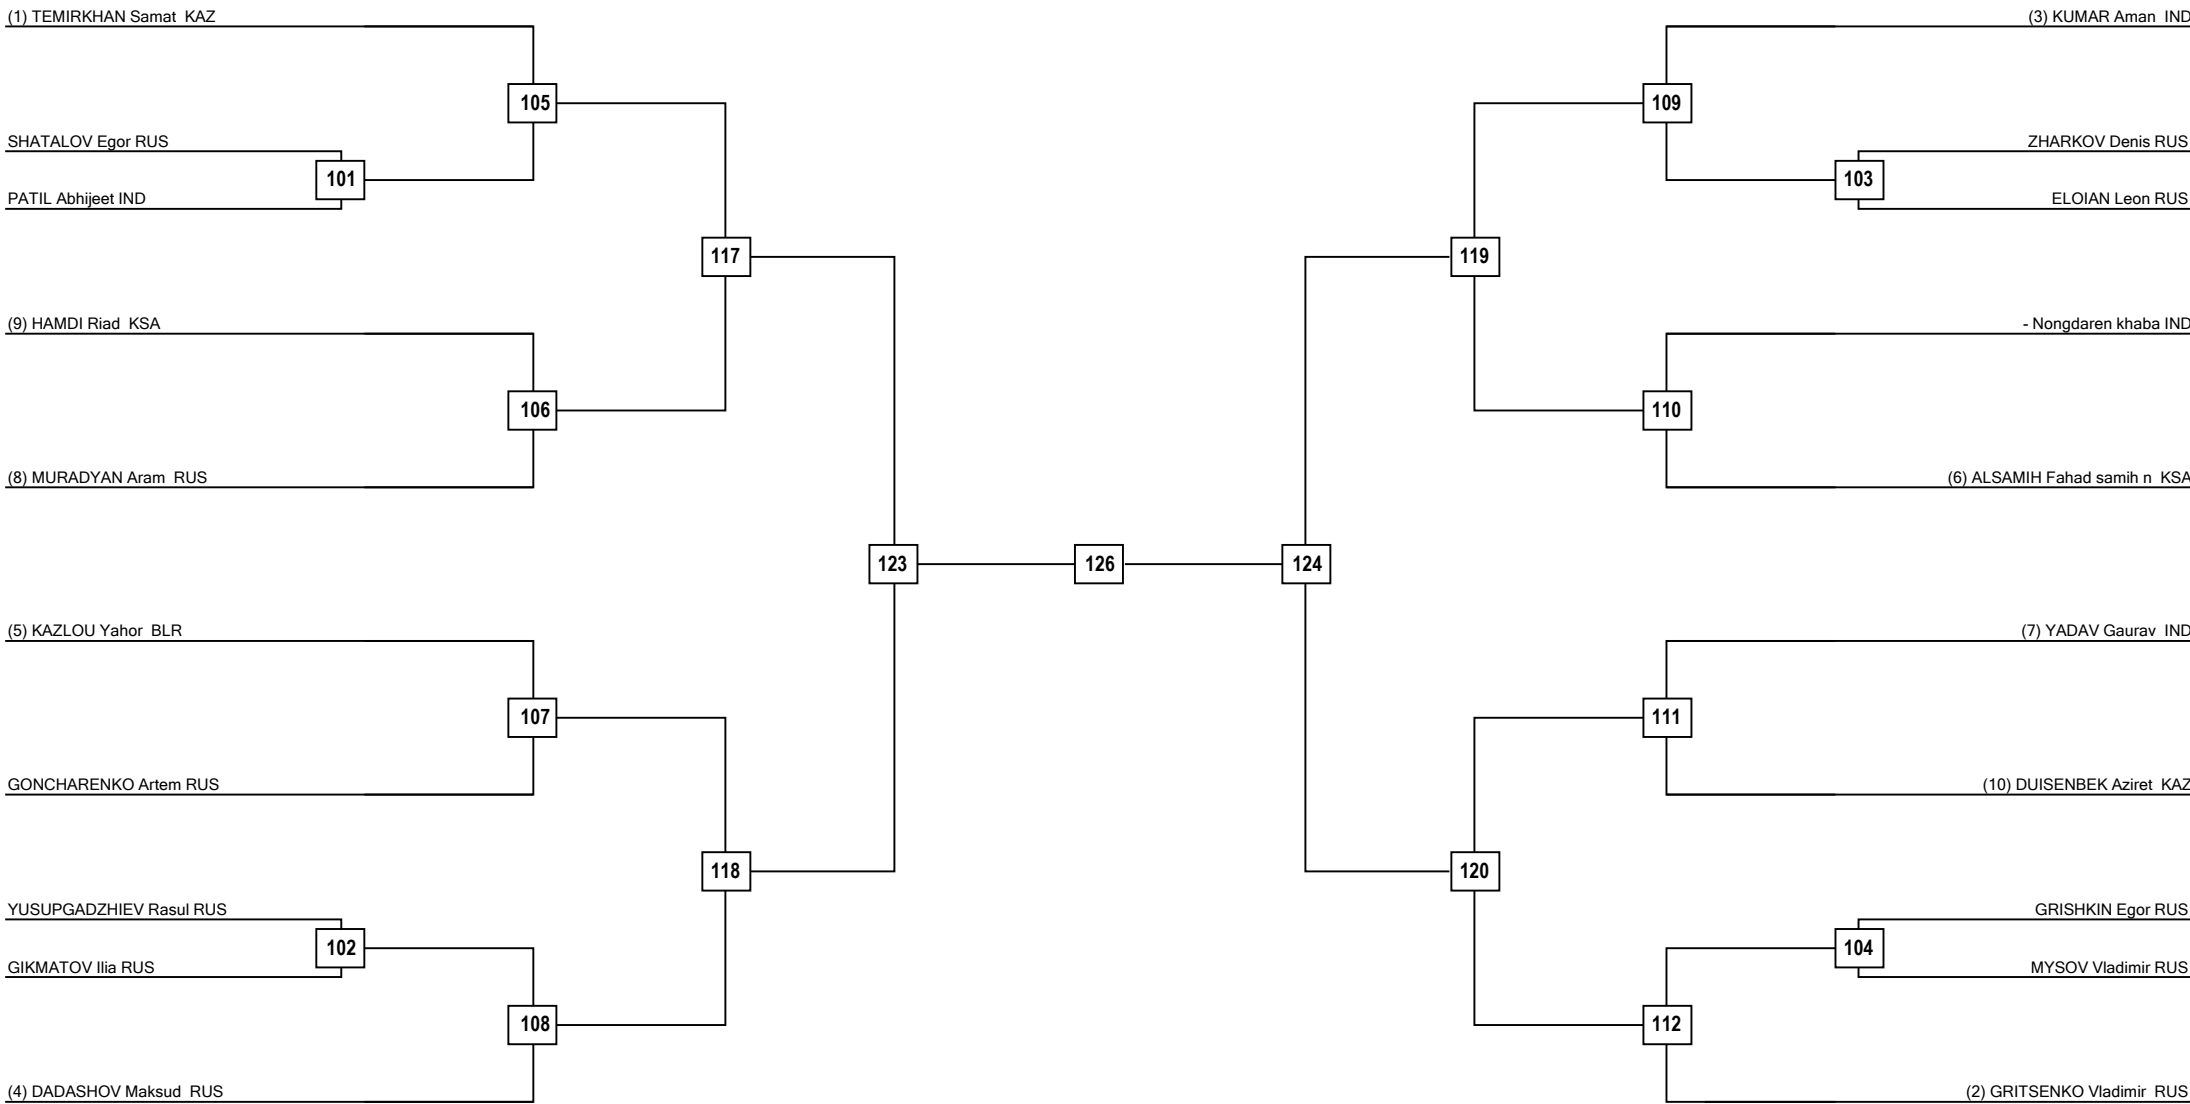 (1) TEMIRKHAN Samat KAZ
(3) KUMAR Aman IND
105
109
SHATALOV Egor RUS
ZHARKOV Denis RUS
101
103
PATIL Abhijeet IND
ELOIAN Leon RUS
117
119
(9) HAMDI Riad KSA
- Nongdaren khaba IND
106
110
(8) MURADYAN Aram RUS
(6) ALSAMIH Fahad samih n KSA
123
126
124
(5) KAZLOU Yahor BLR
(7) YADAV Gaurav IND
107
111
GONCHARENKO Artem RUS
(10) DUISENBEK Aziret KAZ
118
120
YUSUPGADZHIEV Rasul RUS
GRISHKIN Egor RUS
102
104
GIKMATOV Ilia RUS
MYSOV Vladimir RUS
108
112
(4) DADASHOV Maksud RUS
(2) GRITSENKO Vladimir RUS